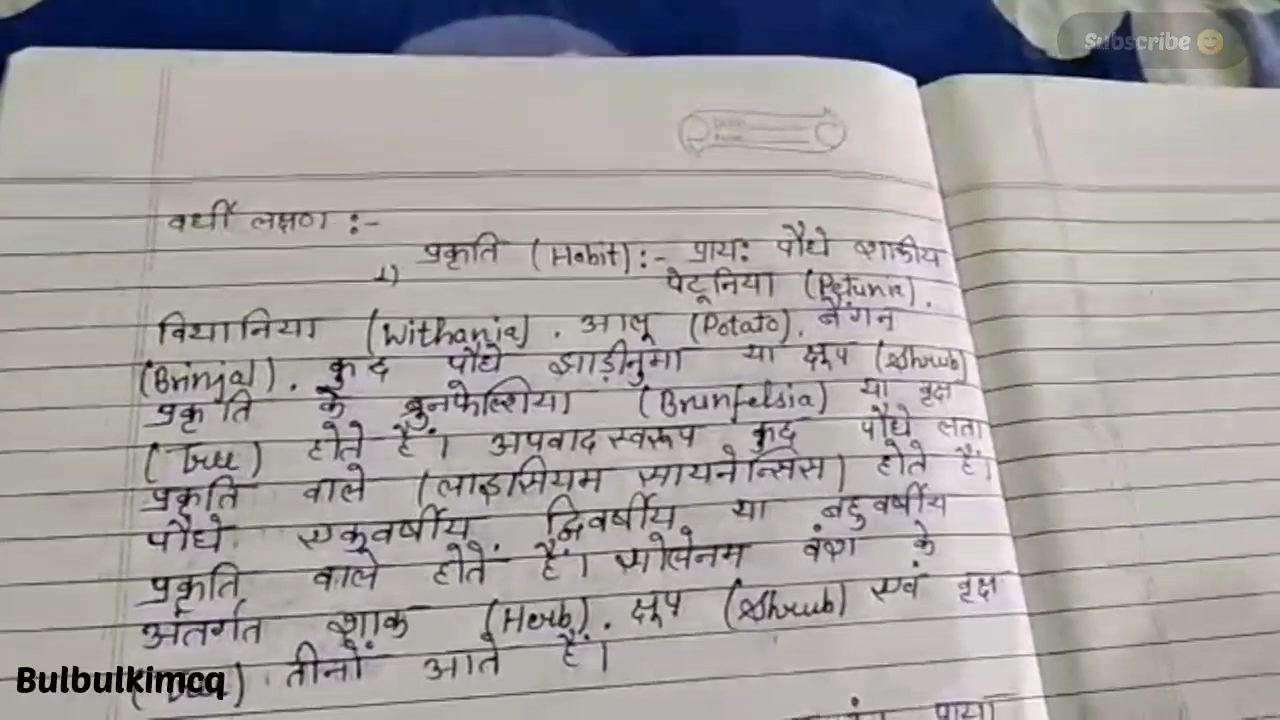 Subscribe 😊
वर्धी लक्षण :-
1) प्रकृति (Habit):- प्रायः पौधे शाकीय
पेटूनिया (Petunia).
विथानिया (Withania). आलू (Potato). बैंगन
(Brinjal). कुछ पौधे झाड़ीनुमा या क्षूप (Shrub)
प्रकृति के ब्रुनफेल्शिया (Brunfelsia) या वृक्ष
(Tree) होते हैं। अपवाद स्वरूप कुछ पौधे लता
प्रकृति वाले (लाइसियम सायनेन्सिस) होते हैं।
पौधे एकवर्षीय, द्विवर्षीय या बहुवर्षीय
प्रकृति वाले होते हैं। सोलेनम वंश के
अंतर्गत शाक (Herb). क्षूप (Shrub) एवं वृक्ष
तीनों आते हैं।
Bulbulkimcq